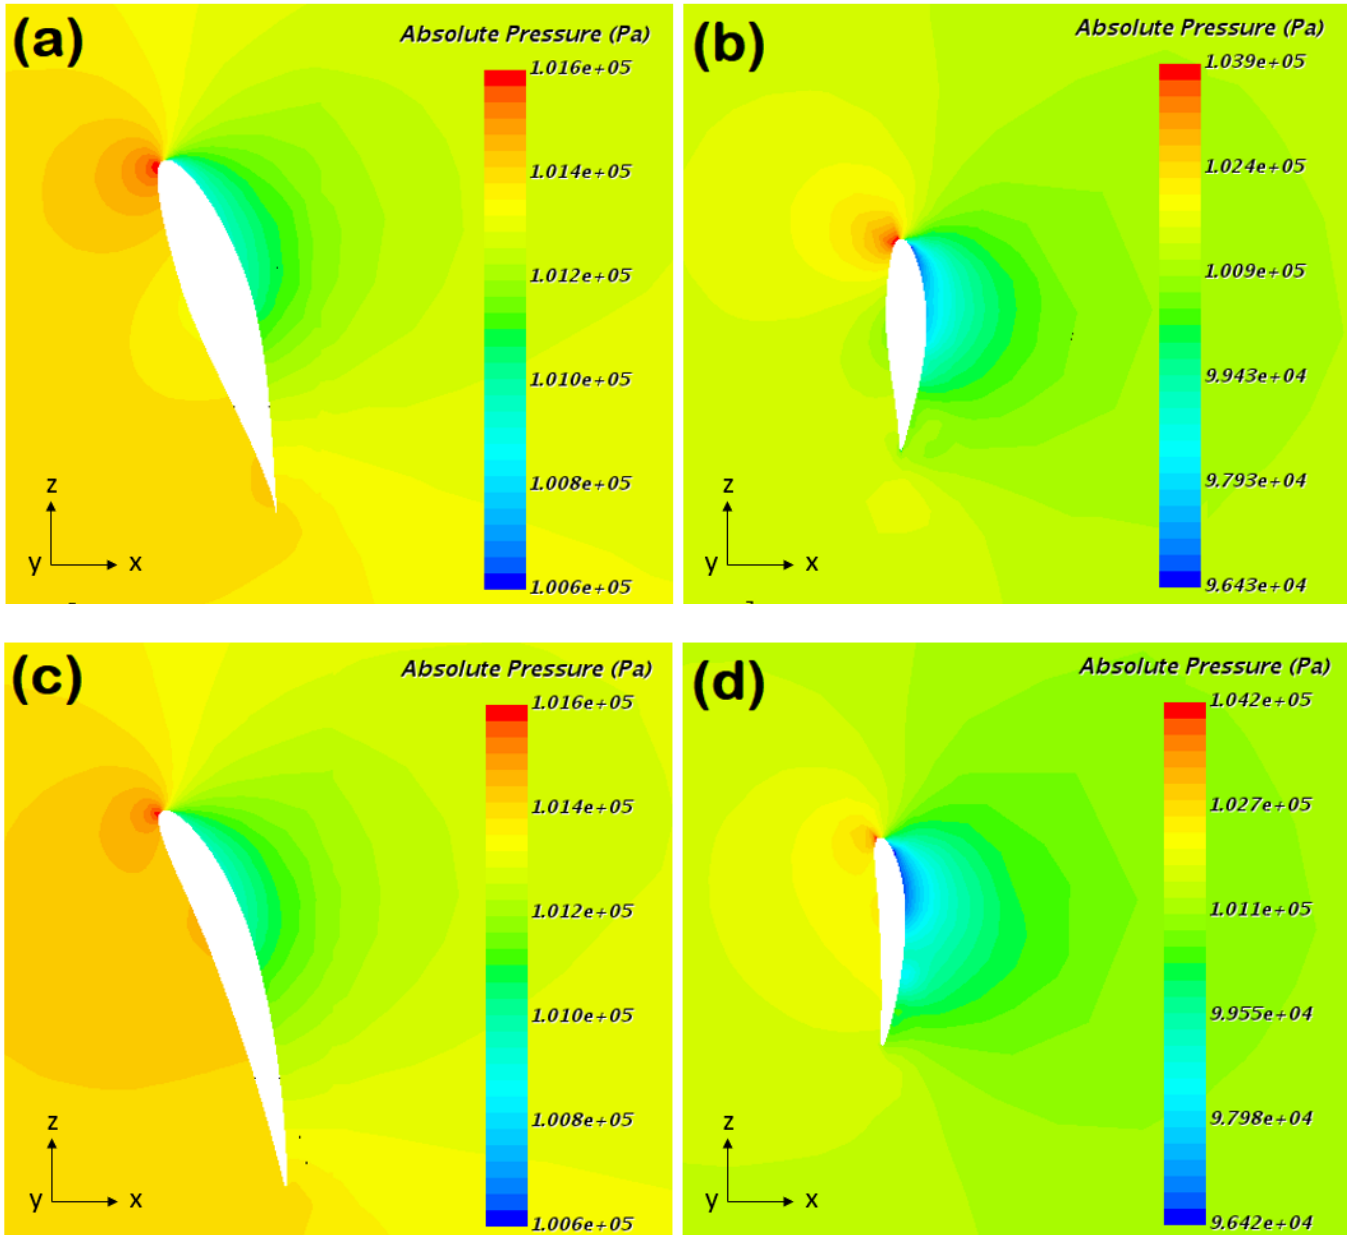 (a)
Absolute Pressure (Pa)
1.016e+05
1.014e+05
1.012e+05
1.010e+05
1.008e+05
1.006e+05
z
y
x
(b)
Absolute Pressure (Pa)
1.039e+05
1.024e+05
1.009e+05
9.943e+04
9.793e+04
9.643e+04
z
y
x
(c)
Absolute Pressure (Pa)
1.016e+05
1.014e+05
1.012e+05
1.010e+05
1.008e+05
1.006e+05
z
y
x
(d)
Absolute Pressure (Pa)
1.042e+05
1.027e+05
1.011e+05
9.955e+04
9.798e+04
9.642e+04
z
y
x